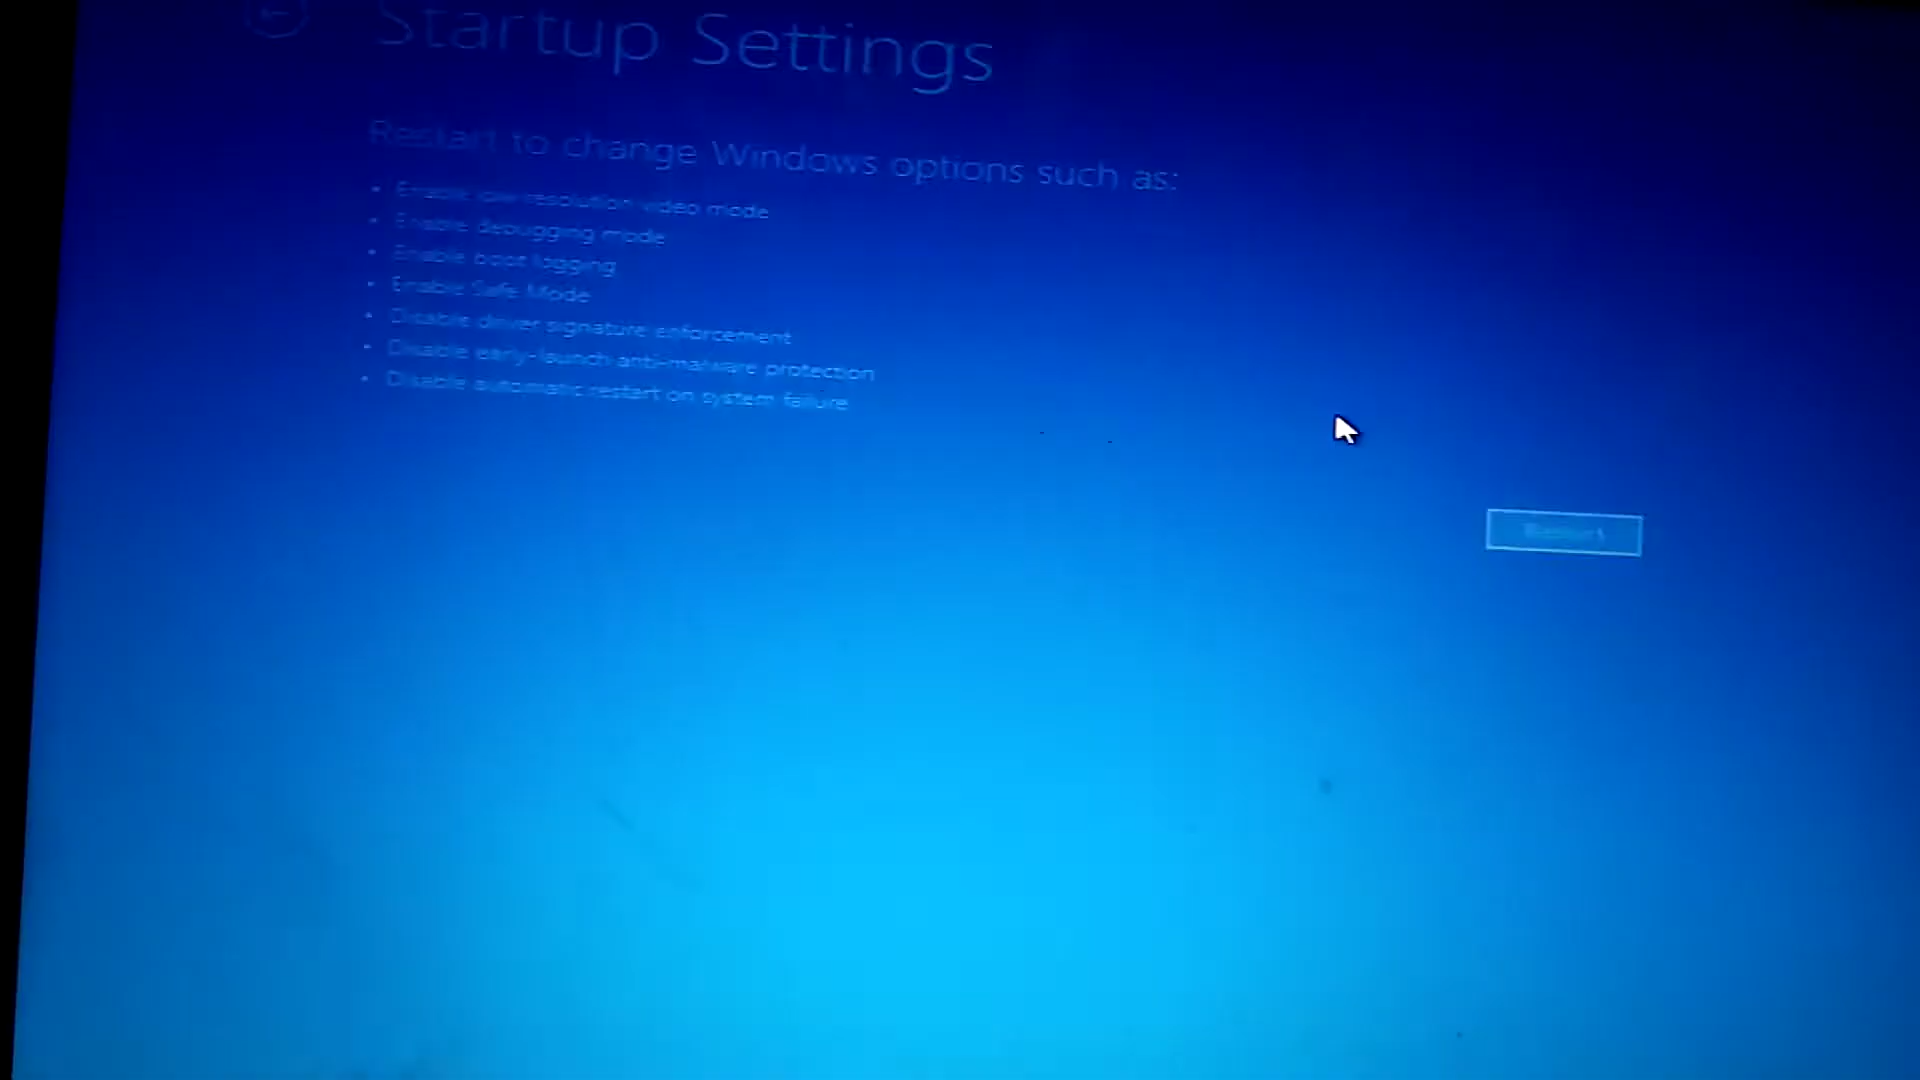 Startup Settings
Restart to change Windows options such as:
• Enable low-resolution video mode
• Enable debugging mode
• Enable boot logging
• Enable Safe Mode
• Disable driver signature enforcement
• Disable early-launch anti-malware protection
• Disable automatic restart on system failure
Restart